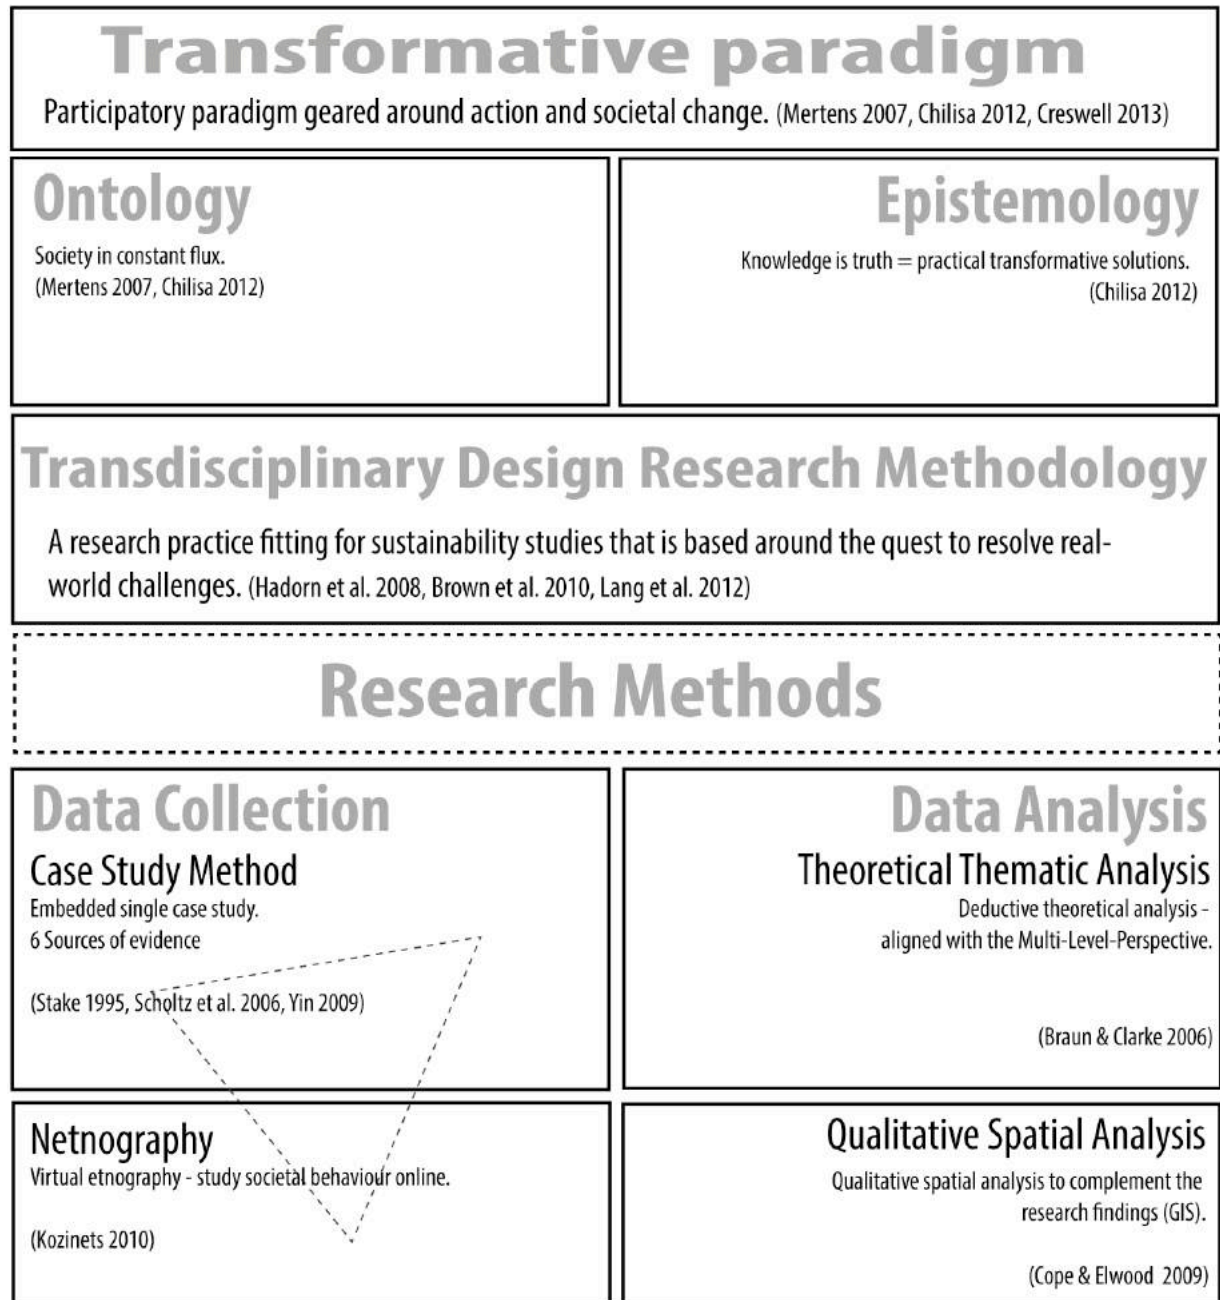 Transformative paradigm
Participatory paradigm geared around action and societal change. (Mertens 2007, Chilisa 2012, Creswell 2013)
Ontology
Society in constant flux.
(Mertens 2007, Chilisa 2012)
Epistemology
Knowledge is truth = practical transformative solutions.
(Chilisa 2012)
Transdisciplinary Design Research Methodology
A research practice fitting for sustainability studies that is based around the quest to resolve real-
world challenges. (Hadorn et al. 2008, Brown et al. 2010, Lang et al. 2012)
Research Methods
Data Collection
Case Study Method
Embedded single case study.
6 Sources of evidence
(Stake 1995, Scholtz et al. 2006, Yin 2009)
Data Analysis
Theoretical Thematic Analysis
Deductive theoretical analysis -
aligned with the Multi-Level-Perspective.
(Braun & Clarke 2006)
Netnography
Virtual etnography - study societal behaviour online.
(Kozinets 2010)
Qualitative Spatial Analysis
Qualitative spatial analysis to complement the
research findings (GIS).
(Cope & Elwood 2009)